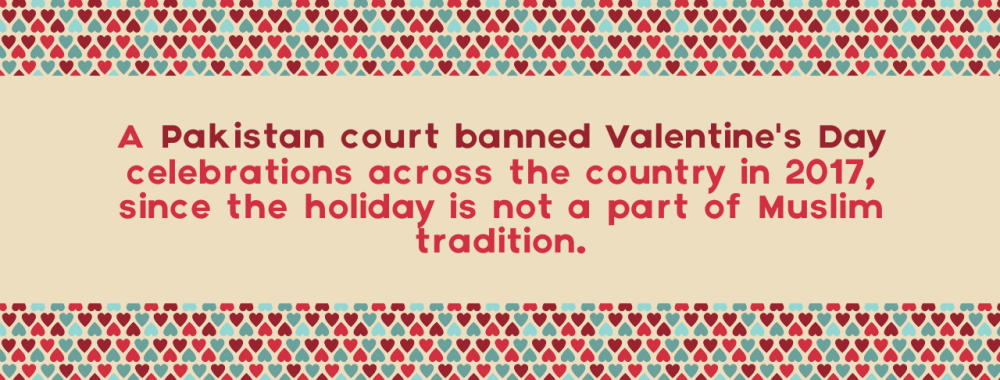 A Pakistan court banned Valentine's Day
celebrations across the country in 2017,
since the holiday is not a part of Muslim
tradition.